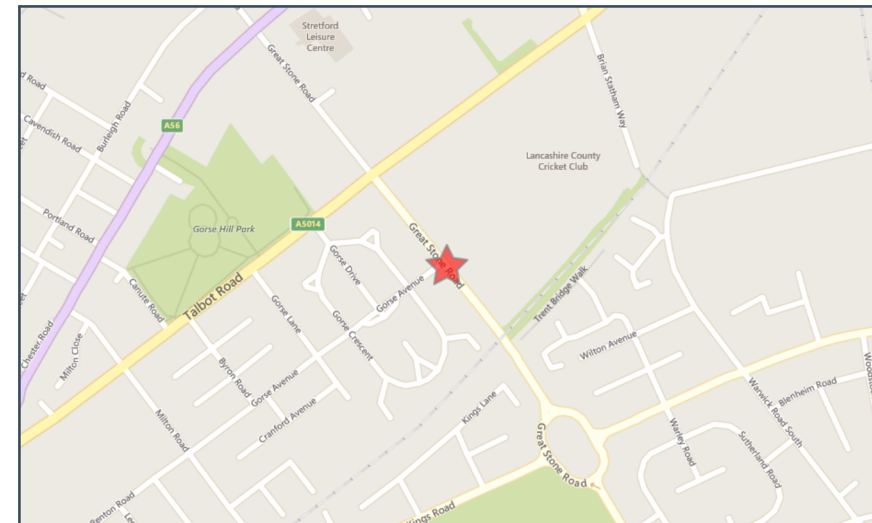 Stretford
Leisure
Centre
Great Stone Road
Brian Statham Way
Road
Cavendish Road
Burleigh Road
A56
Lancashire County
Cricket Club
Portland Road
Gorse Hill Park
A5014
Great Stone Road
Gorse Drive
Talbot Road
Canute Road
Gorse Lane
Gorse Avenue
Trent Bridge Walk
Chester Road
Milton Close
Gorse Crescent
Byron Road
Wilton Avenue
Gorse Avenue
Cranford Avenue
Milton Road
Kings Lane
Great Stone Road
Warwick Road South
Blenheim Road
Warley Road
Sutherland Road
Benton Road
Kings Road